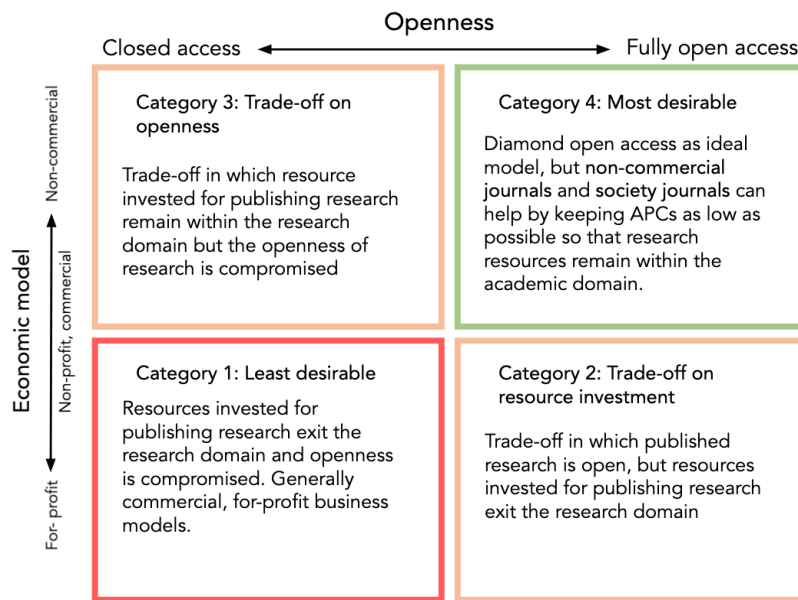 Openness
Closed access
Fully open access
Economic model
Non-commercial
Non-profit, commercial
For- profit
Category 3: Trade-off on
openness
Trade-off in which resource
invested for publishing research
remain within the research
domain but the openness of
research is compromised
Category 4: Most desirable
Diamond open access as ideal
model, but non-commercial
journals and society journals can
help by keeping APCs as low as
possible so that research
resources remain within the
academic domain.
Category 1: Least desirable
Resources invested for
publishing research exit the
research domain and openness
is compromised. Generally
commercial, for-profit business
models.
Category 2: Trade-off on
resource investment
Trade-off in which published
research is open, but resources
invested for publishing research
exit the research domain